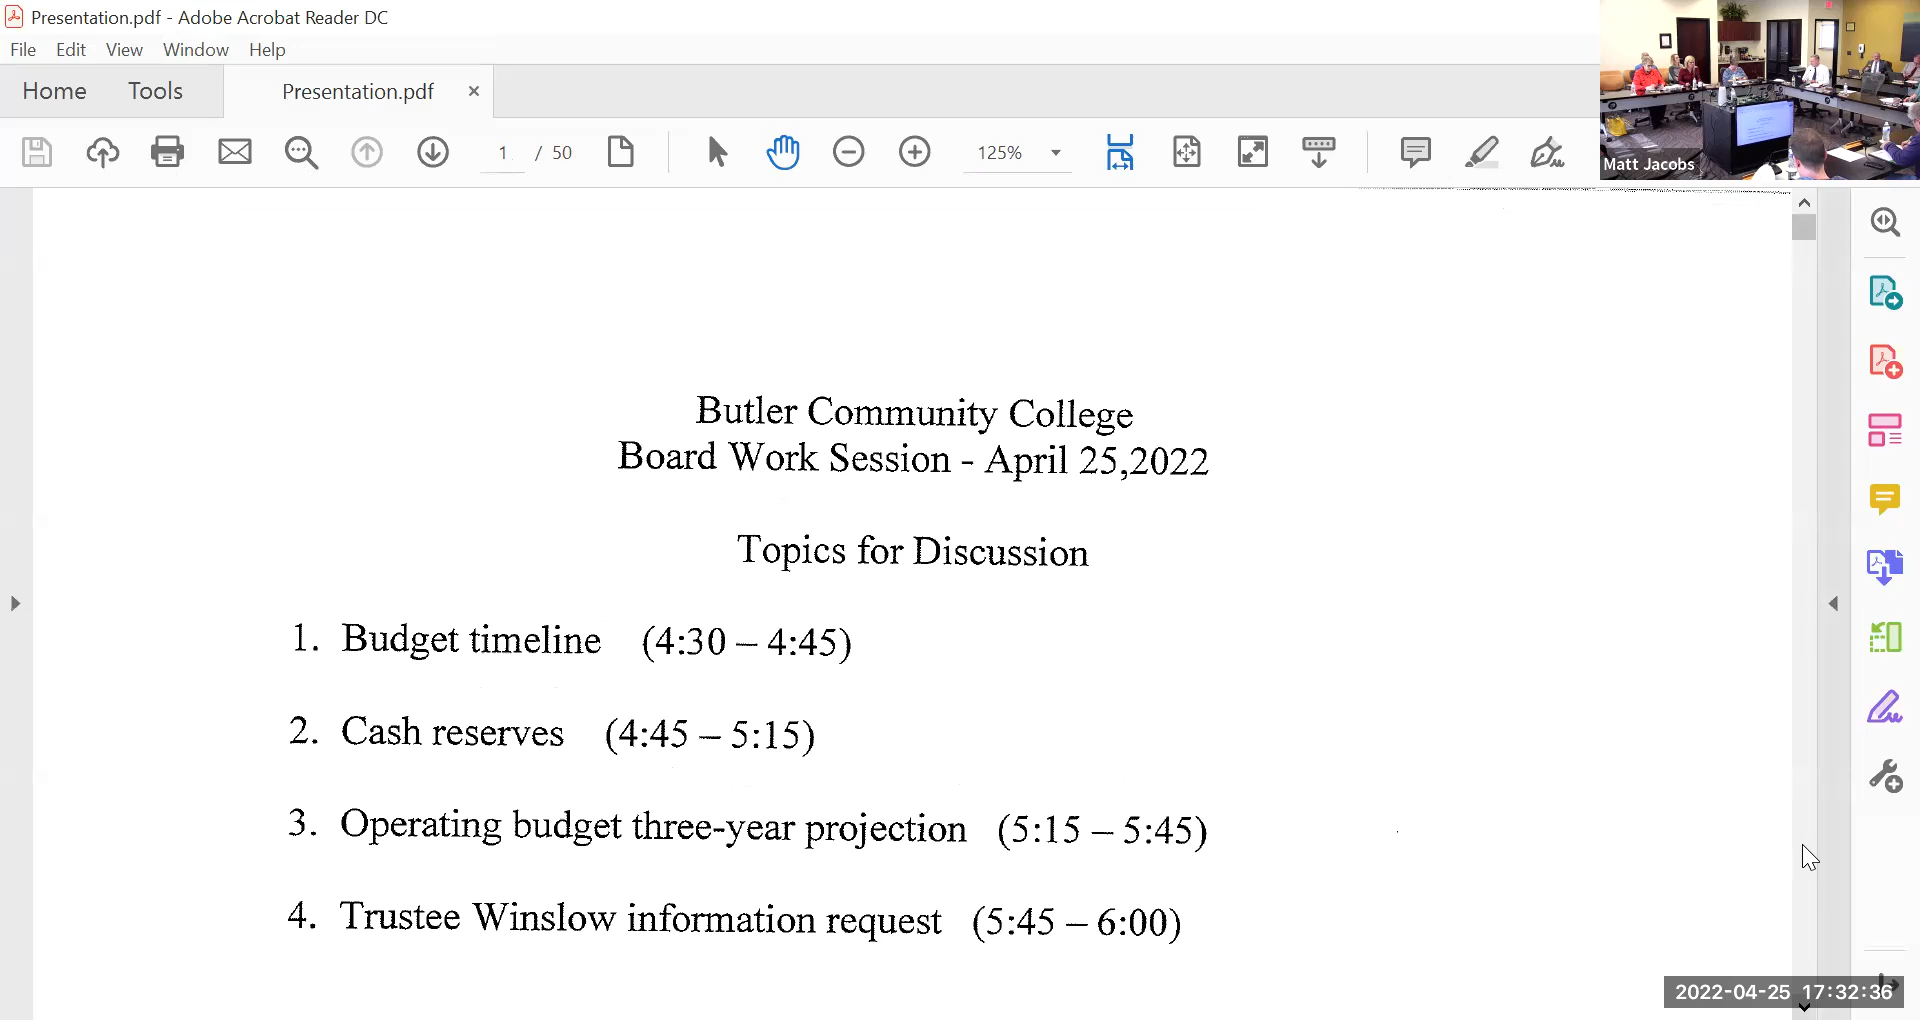 Presentation.pdf - Adobe Acrobat Reader DC
File Edit View Window Help
Home Tools Presentation.pdf ×
1 / 50 125%
Matt Jacobs
Butler Community College
Board Work Session - April 25,2022
Topics for Discussion
1. Budget timeline (4:30 – 4:45)
2. Cash reserves (4:45 – 5:15)
3. Operating budget three-year projection (5:15 – 5:45)
4. Trustee Winslow information request (5:45 – 6:00)
2022-04-25 17:32:36